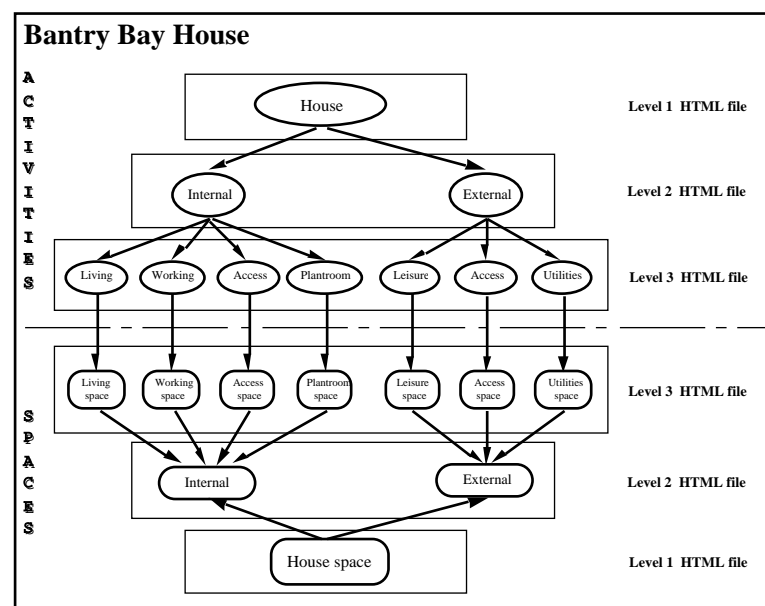 Bantry Bay House
ACTIVITIES
House
Level 1 HTML file
Internal
External
Level 2 HTML file
Living
Working
Access
Plantroom
Leisure
Access
Utilities
Level 3 HTML file
SPACES
Living
space
Working
space
Access
space
Plantroom
space
Leisure
space
Access
space
Utilities
space
Level 3 HTML file
Internal
External
Level 2 HTML file
House space
Level 1 HTML file